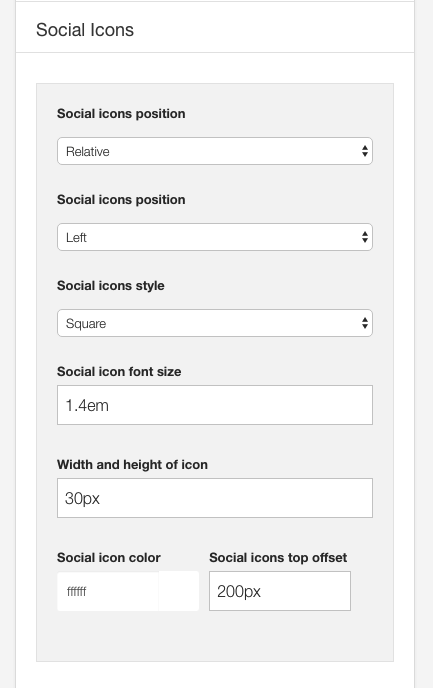 Social Icons
Social icons position
Relative
Social icons position
Left
Social icons style
Square
Social icon font size
1.4em
Width and height of icon
30px
Social icon color Social icons top offset
ffffff 200px